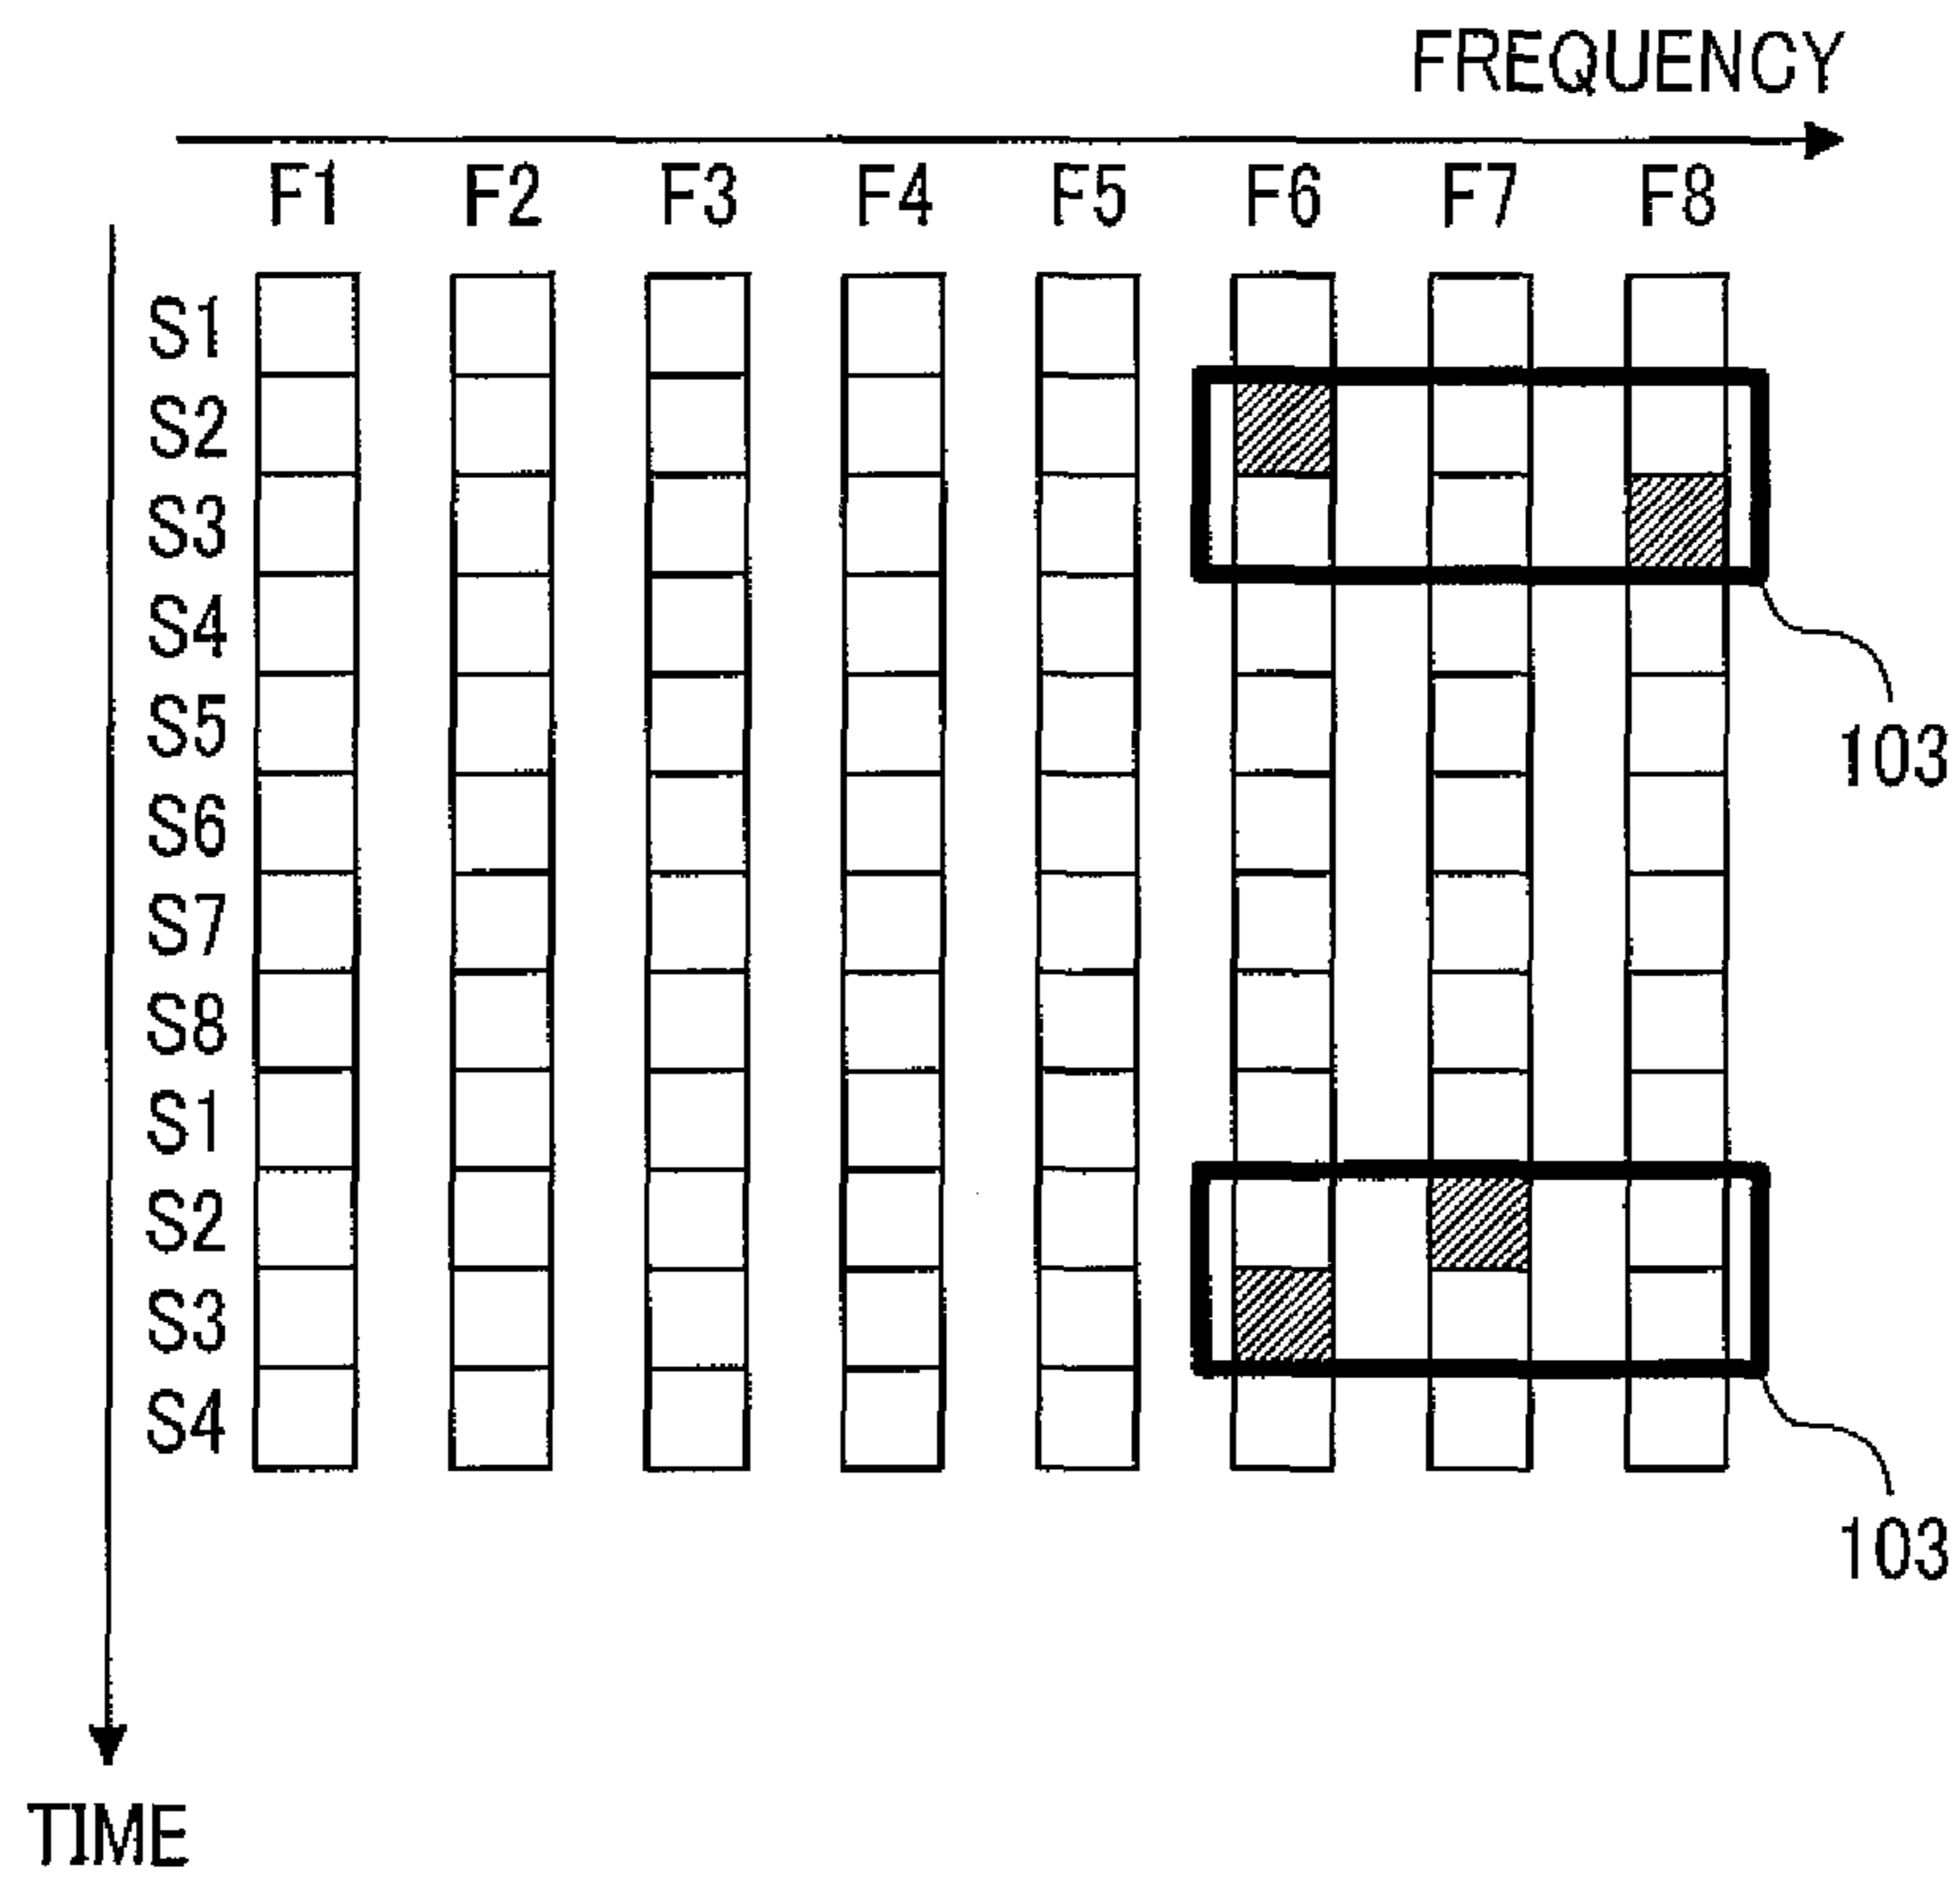 FREQUENCY
F1 F2 F3 F4 F5 F6 F7 F8
S1
S2
S3
S4
S5
103
S6
S7
S8
S1
S2
S3
S4
103
TIME